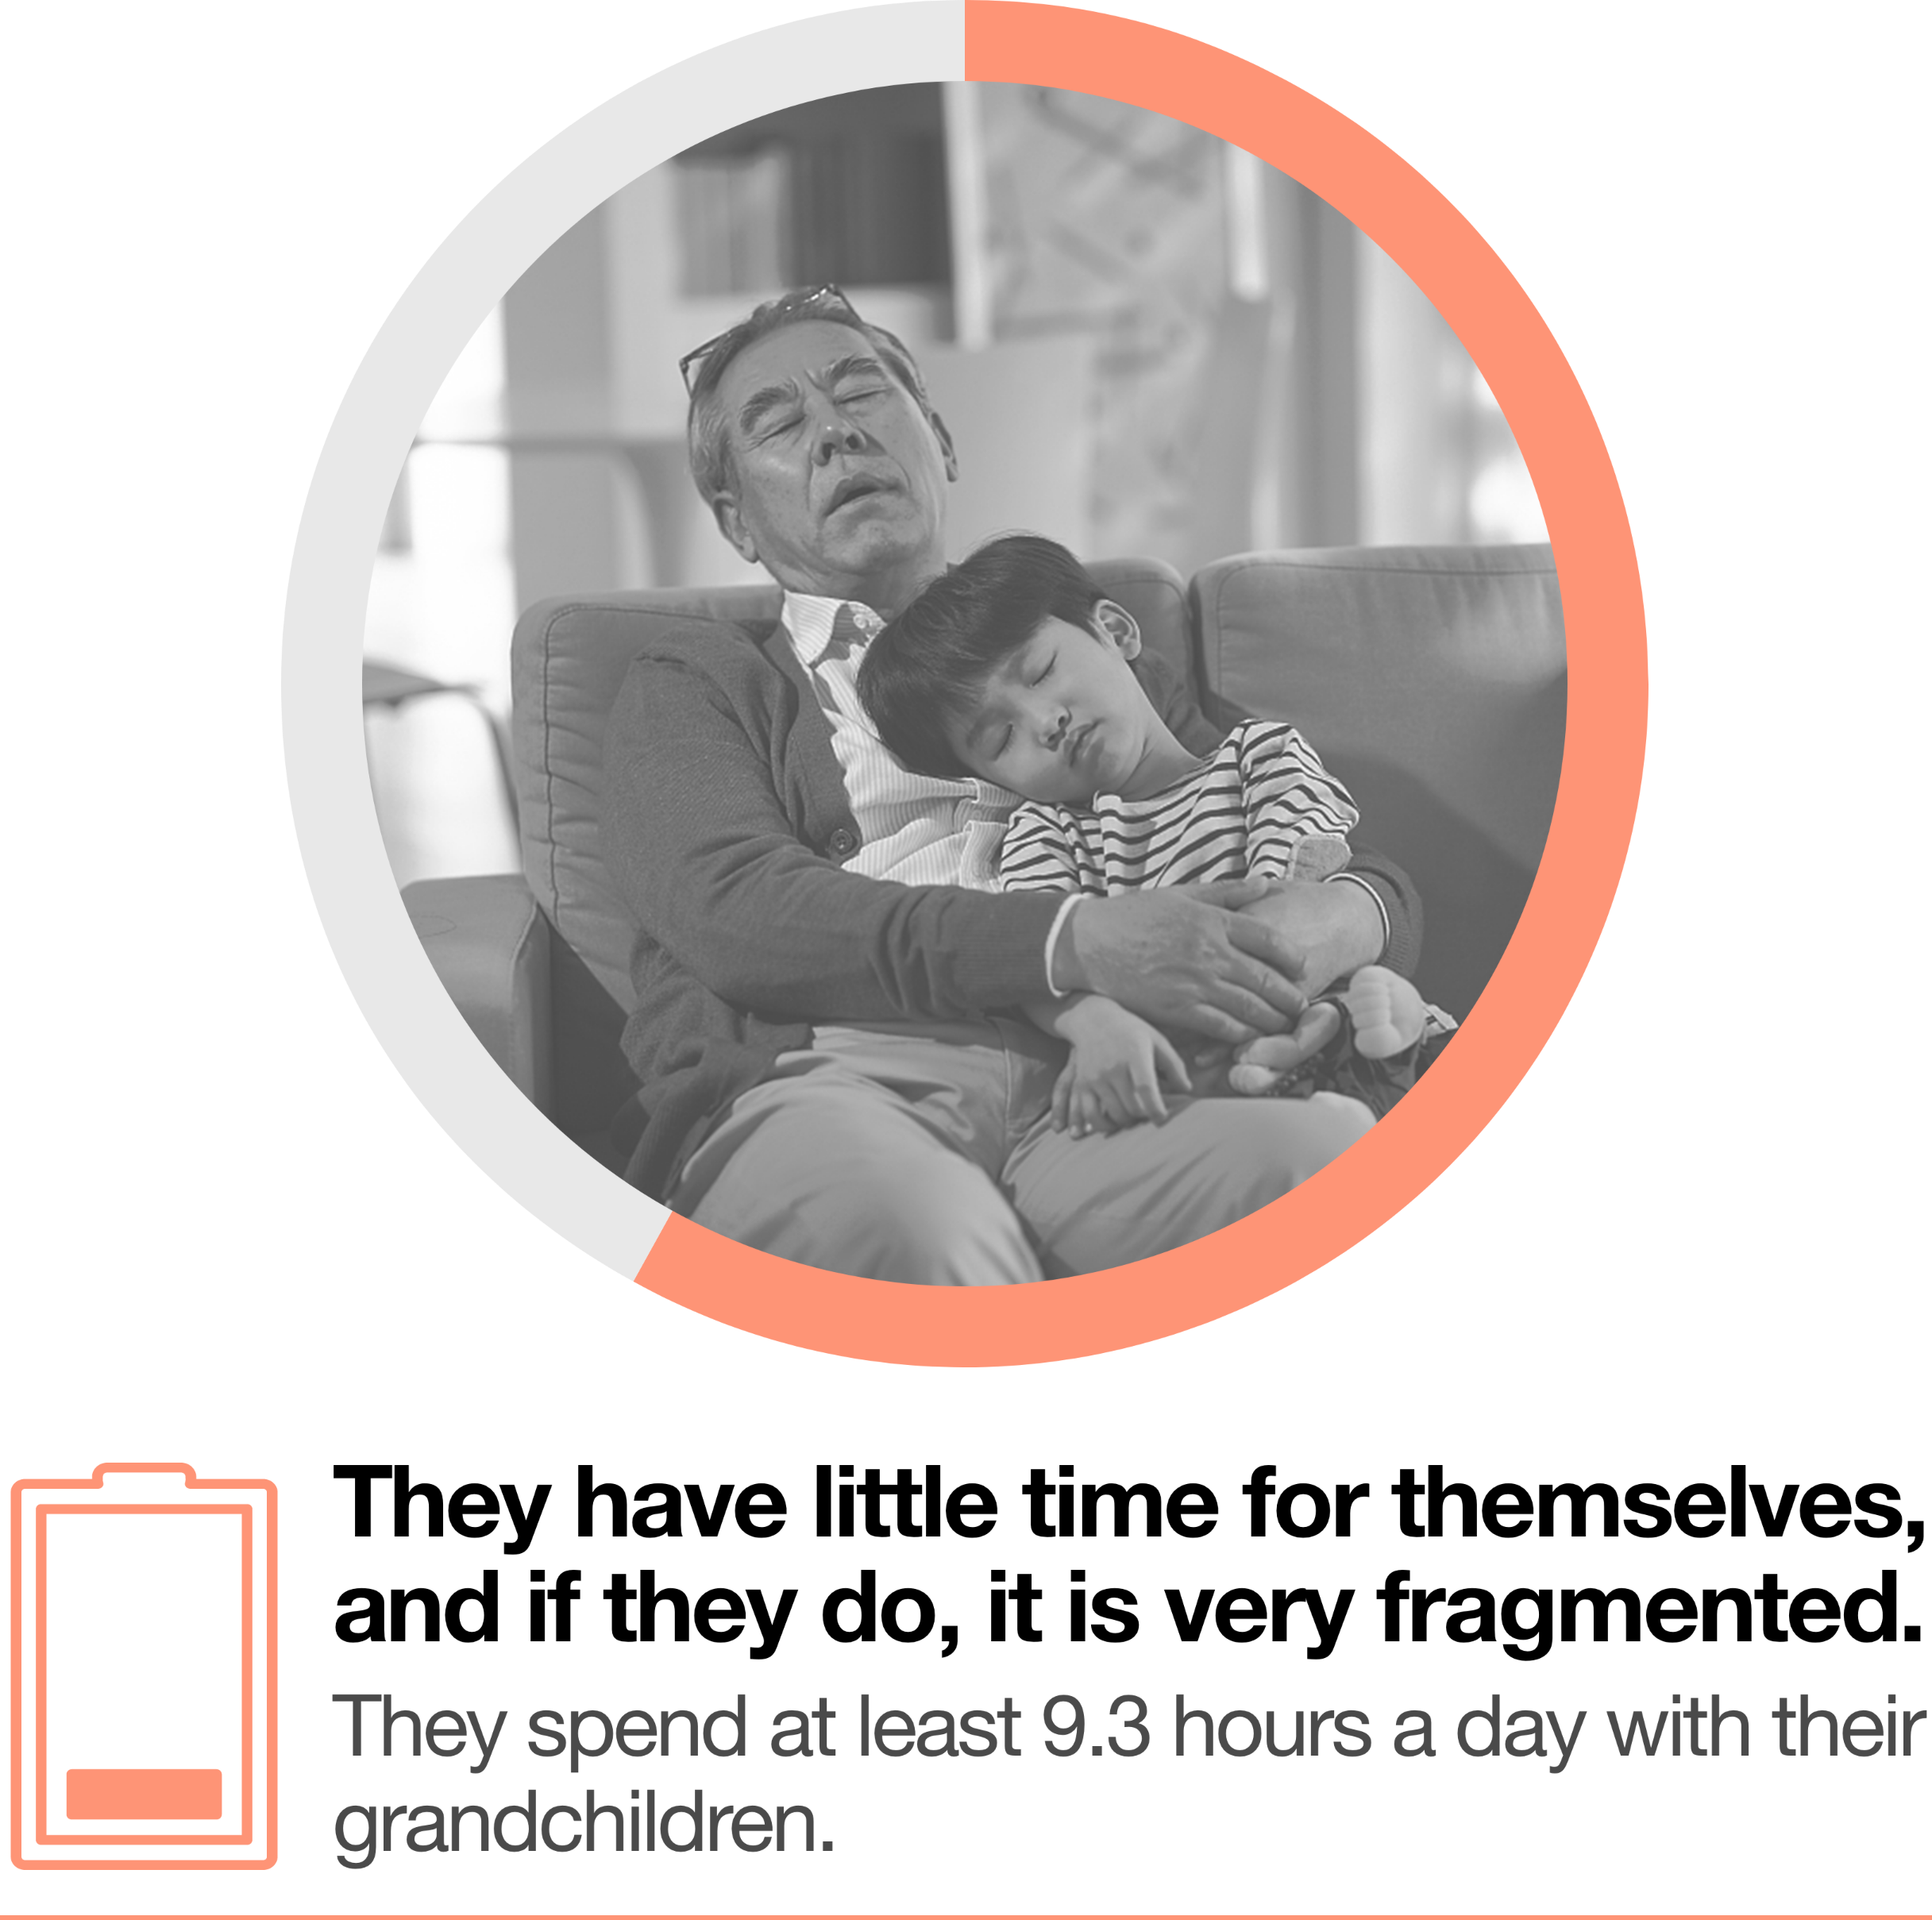 They have little time for themselves,
and if they do, it is very fragmented.
They spend at least 9.3 hours a day with their
grandchildren.